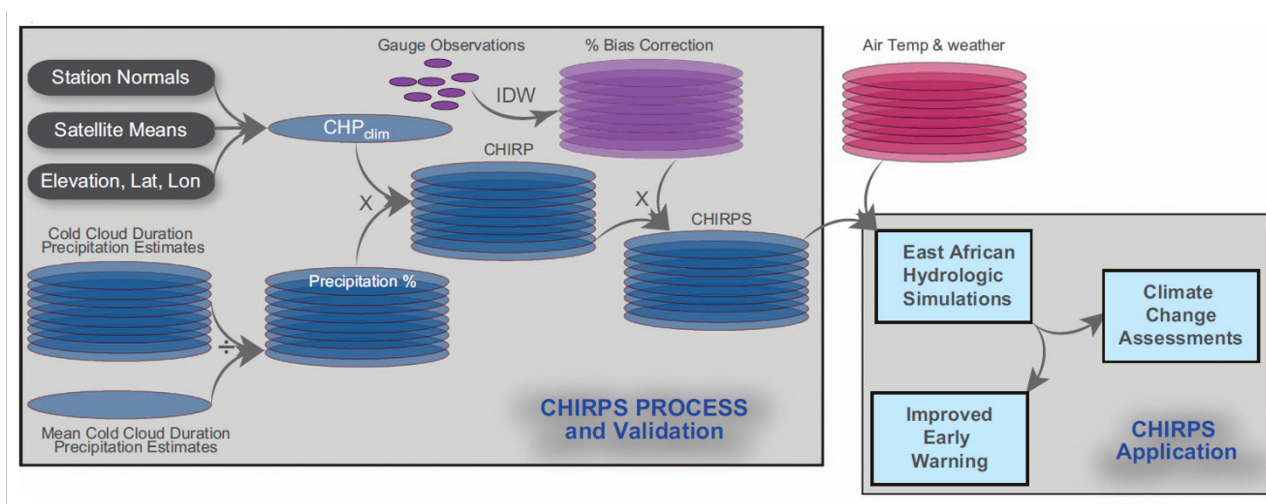 Gauge Observations
% Bias Correction
Air Temp & weather
Station Normals
Satellite Means
Elevation, Lat, Lon
IDW
CHPclim
CHIRP
X
X
CHIRPS
Cold Cloud Duration
Precipitation Estimates
Precipitation %
÷
Mean Cold Cloud Duration
Precipitation Estimates
CHIRPS PROCESS
and Validation
East African
Hydrologic
Simulations
Climate
Change
Assessments
Improved
Early
Warning
CHIRPS
Application